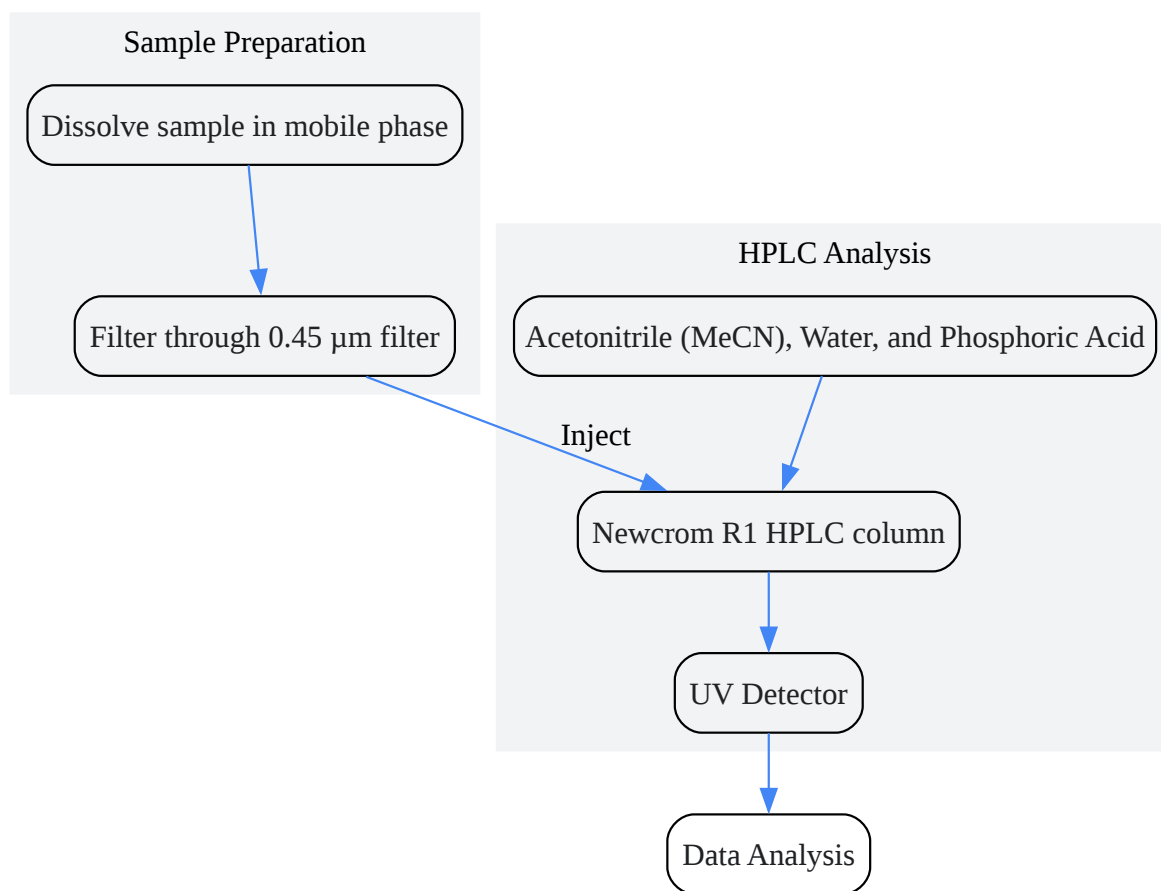 Sample Preparation
Dissolve sample in mobile phase
Filter through 0.45 µm filter
Inject
HPLC Analysis
Acetonitrile (MeCN), Water, and Phosphoric Acid
Newcrom R1 HPLC column
UV Detector
Data Analysis